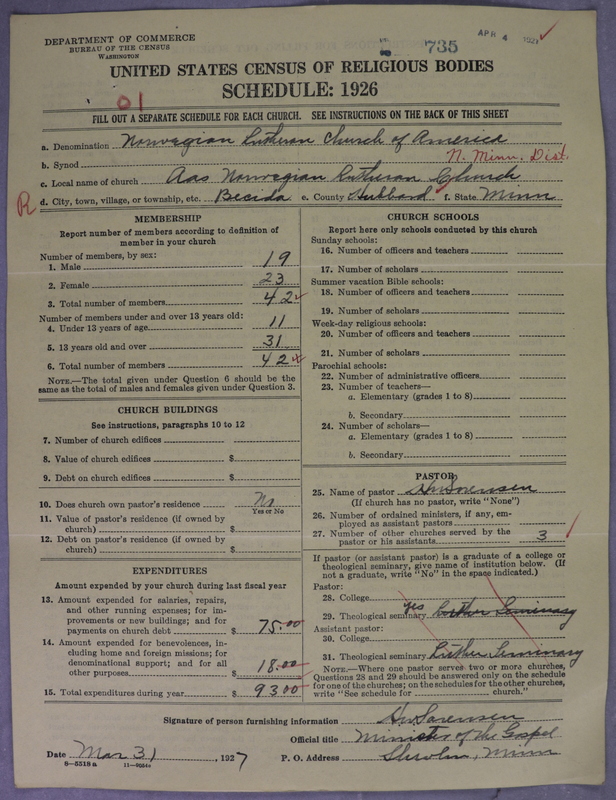 DEPARTMENT OF COMMERCE
BUREAU OF THE CENSUS
WASHINGTON
735
APR 4 1927
UNITED STATES CENSUS OF RELIGIOUS BODIES
SCHEDULE: 1926
01
FILL OUT A SEPARATE SCHEDULE FOR EACH CHURCH. SEE INSTRUCTIONS ON THE BACK OF THIS SHEET
a. Denomination Norwegian Lutheran Church of America
b. Synod N. Minn. Dist.
c. Local name of church Aas Norwegian Lutheran Church
R d. City, town, village, or township, etc. Becida e. County Hubbard f. State Minn
MEMBERSHIP
Report number of members according to definition of
member in your church
Number of members, by sex:
1. Male 19
2. Female 23
3. Total number of members 42
Number of members under and over 13 years old:
4. Under 13 years of age 11
5. 13 years old and over 31
6. Total number of members 42
NOTE.—The total given under Question 6 should be the
same as the total of males and females given under Question 3.
CHURCH BUILDINGS
See instructions, paragraphs 10 to 12
7. Number of church edifices
8. Value of church edifices $
9. Debt on church edifices $
10. Does church own pastor's residence No
Yes or No
11. Value of pastor's residence (if owned by
church) $
12. Debt on pastor's residence (if owned by
church) $
EXPENDITURES
Amount expended by your church during last fiscal year
13. Amount expended for salaries, repairs,
and other running expenses; for im-
provements or new buildings; and for
payments on church debt $ 75.00
14. Amount expended for benevolences, in-
cluding home and foreign missions; for
denominational support; and for all
other purposes $ 18.00
15. Total expenditures during year $ 93.00
CHURCH SCHOOLS
Report here only schools conducted by this church
Sunday schools:
16. Number of officers and teachers
17. Number of scholars
Summer vacation Bible schools:
18. Number of officers and teachers
19. Number of scholars
Week-day religious schools:
20. Number of officers and teachers
21. Number of scholars
Parochial schools:
22. Number of administrative officers
23. Number of teachers—
a. Elementary (grades 1 to 8)
b. Secondary
24. Number of scholars—
a. Elementary (grades 1 to 8)
b. Secondary
PASTOR
25. Name of pastor Sorensen
(If church has no pastor, write "None")
26. Number of ordained ministers, if any, em-
ployed as assistant pastors
27. Number of other churches served by the
pastor or his assistants 3
If pastor (or assistant pastor) is a graduate of a college or
theological seminary, give name of institution below. (If
not a graduate, write "No" in the space indicated.)
Pastor:
28. College
29. Theological seminary yes Luther Seminary
Assistant pastor:
30. College
31. Theological seminary Luther Seminary
NOTE.—Where one pastor serves two or more churches,
Questions 28 and 29 should be answered only on the schedule
for one of the churches; on the schedules for the other churches,
write "See schedule for church."
Signature of person furnishing information Sorensen
Official title Minister of the Gospel
Date Mar 31, 1927 P. O. Address Shevlin, Minn
8—5518a